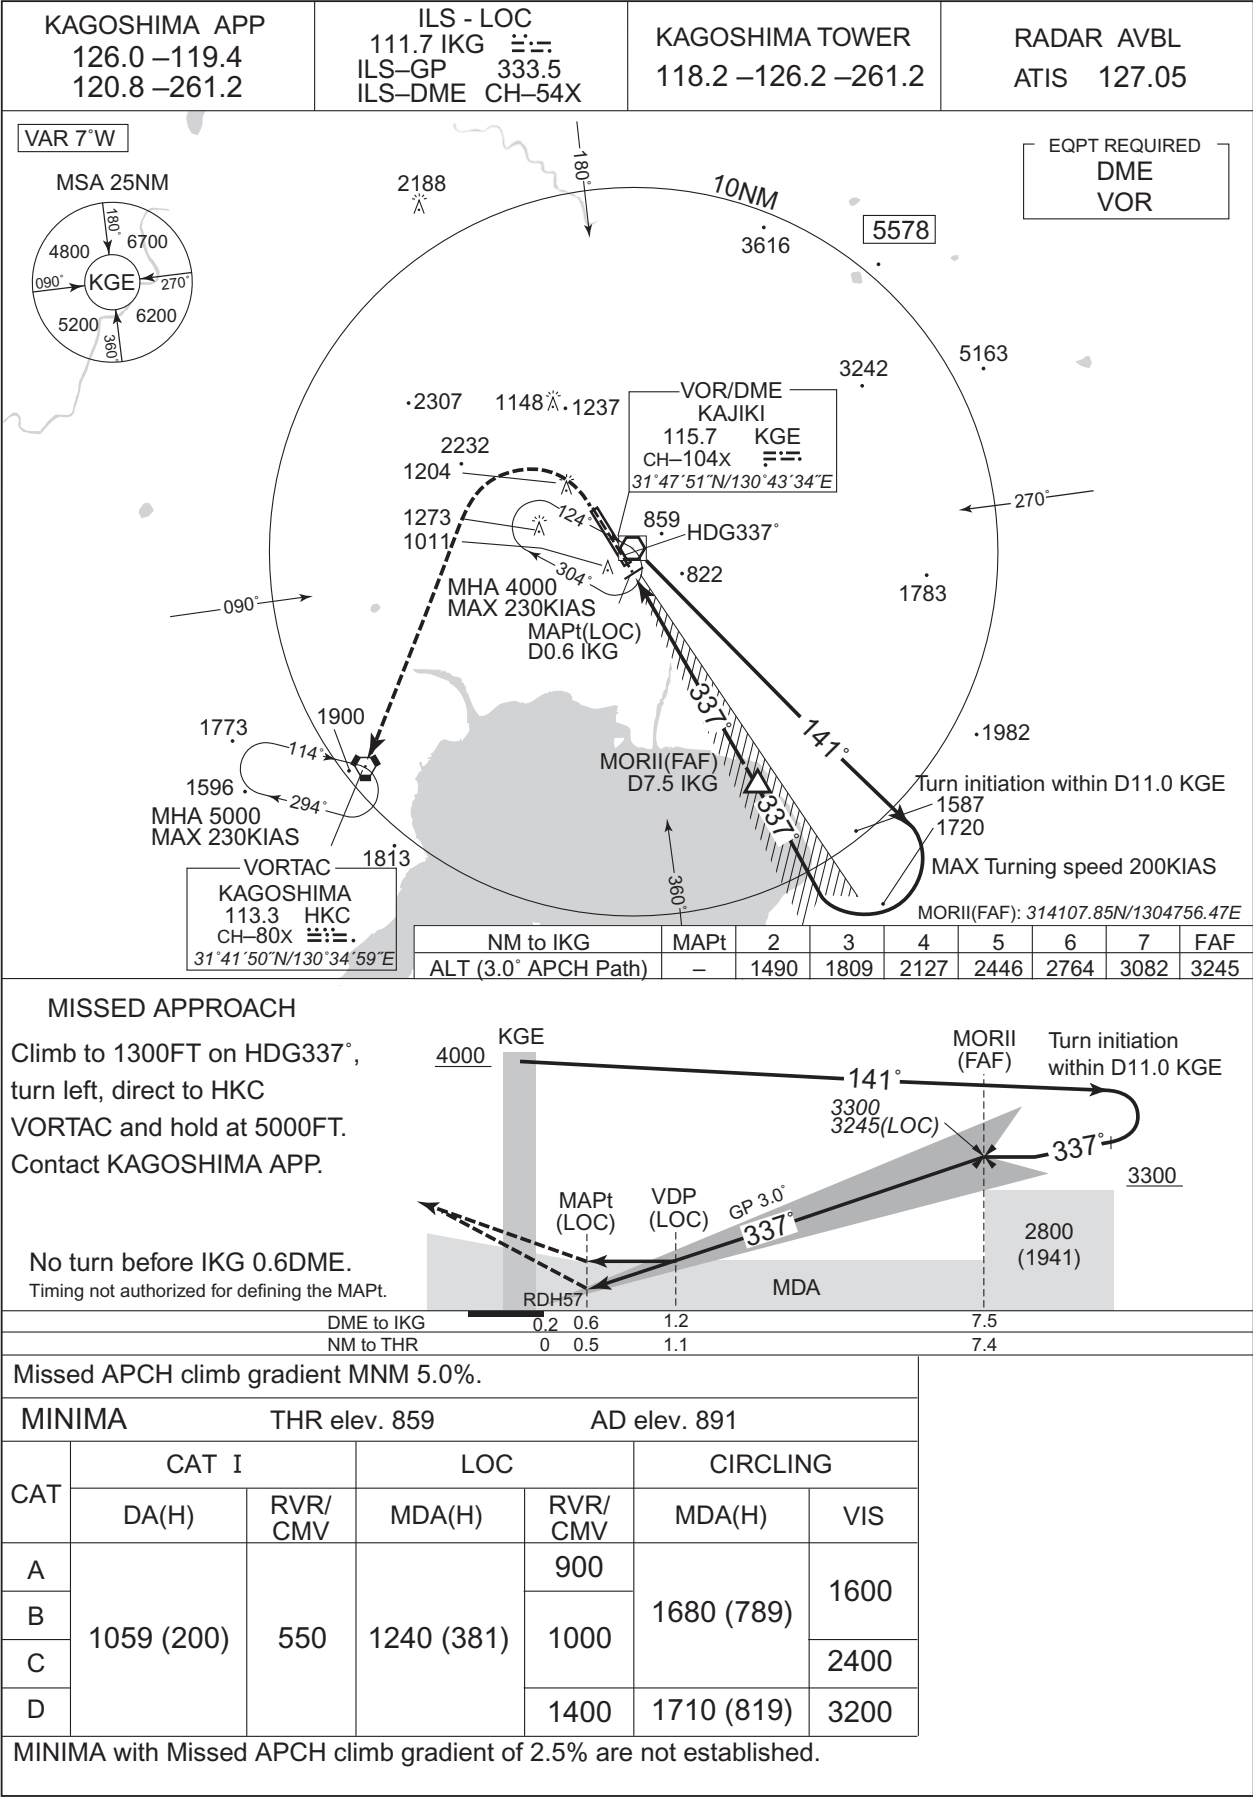 KAGOSHIMA APP
126.0 –119.4
120.8 –261.2
ILS - LOC
111.7 IKG
ILS–GP 333.5
ILS–DME CH–54X
KAGOSHIMA TOWER
118.2 –126.2 –261.2
RADAR AVBL
ATIS 127.05
VAR 7˚W
MSA 25NM
180˚
4800
6700
090˚
KGE
270˚
5200
6200
360˚
2188
180˚
10NM
3616
5578
EQPT REQUIRED
DME
VOR
5163
3242
2307
1148
1237
VOR/DME
KAJIKI
115.7 KGE
CH–104X
31˚47´51˝N/130˚43´34˝E
2232
1204
1273
1011
124˚
304˚
859
HDG337˚
822
270˚
1783
090˚
MHA 4000
MAX 230KIAS
MAPt(LOC)
D0.6 IKG
337˚
141˚
1982
1773
1900
114˚
1596
294˚
MHA 5000
MAX 230KIAS
MORII(FAF)
D7.5 IKG
337˚
Turn initiation within D11.0 KGE
1587
1720
MAX Turning speed 200KIAS
1813
VORTAC
KAGOSHIMA
113.3 HKC
CH–80X
31˚41´50˝N/130˚34´59˝E
360˚
MORII(FAF): 314107.85N/1304756.47E
NM to IKG MAPt 2 3 4 5 6 7 FAF
ALT (3.0˚ APCH Path) – 1490 1809 2127 2446 2764 3082 3245
MISSED APPROACH
Climb to 1300FT on HDG337˚,
turn left, direct to HKC
VORTAC and hold at 5000FT.
Contact KAGOSHIMA APP.
No turn before IKG 0.6DME.
Timing not authorized for defining the MAPt.
KGE
4000
141˚
MORII
(FAF)
Turn initiation
within D11.0 KGE
3300
3245(LOC)
337˚
3300
MAPt
(LOC)
VDP
(LOC)
GP 3.0˚
337˚
2800
(1941)
MDA
RDH57
DME to IKG 0.2 0.6 1.2 7.5
NM to THR 0 0.5 1.1 7.4
Missed APCH climb gradient MNM 5.0%.
MINIMA THR elev. 859 AD elev. 891
CAT
CAT I LOC CIRCLING
DA(H) RVR/CMV MDA(H) RVR/CMV MDA(H) VIS
A 900
B 1680 (789) 1600
1059 (200) 550 1240 (381) 1000
C 2400
D 1400 1710 (819) 3200
MINIMA with Missed APCH climb gradient of 2.5% are not established.